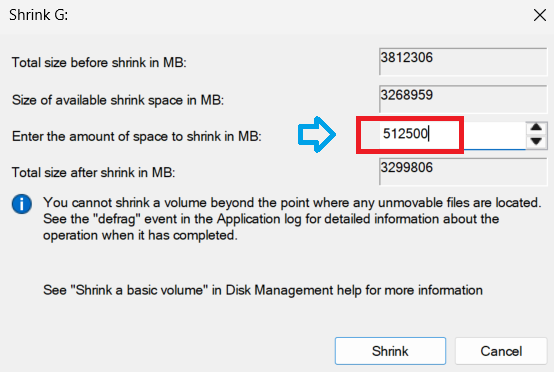 Shrink G:
Total size before shrink in MB: 3812306
Size of available shrink space in MB: 3268959
Enter the amount of space to shrink in MB: 512500
Total size after shrink in MB: 3299806
You cannot shrink a volume beyond the point where any unmovable files are located.
See the "defrag" event in the Application log for detailed information about the
operation when it has completed.
See "Shrink a basic volume" in Disk Management help for more information
Shrink Cancel